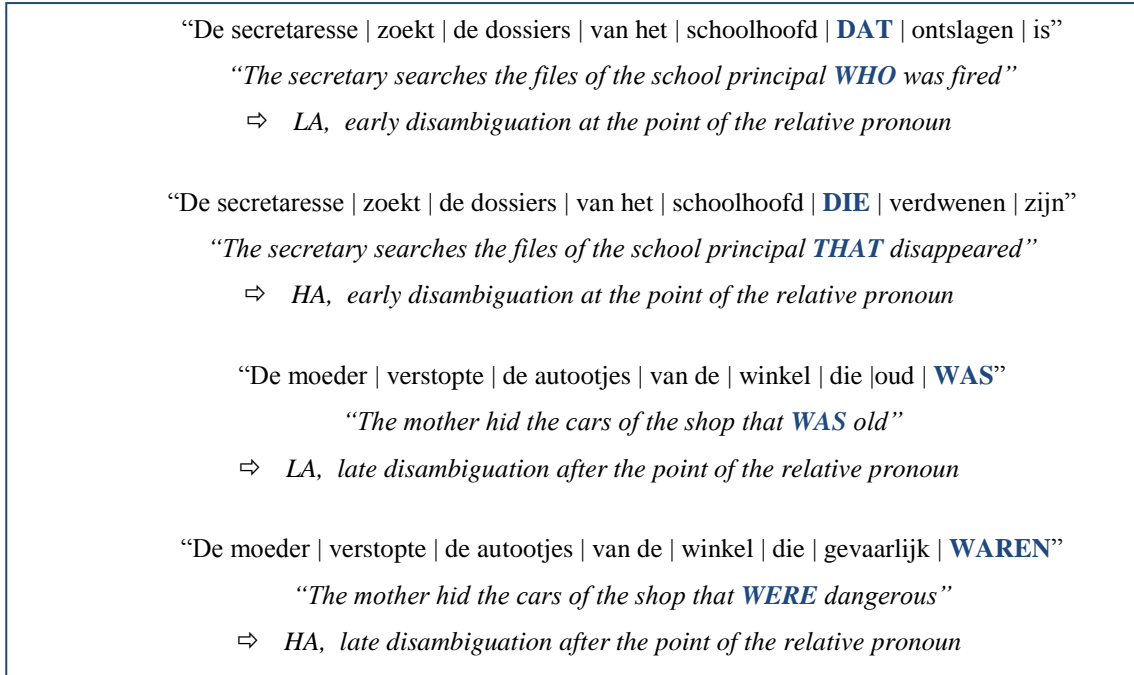 “De secretaresse | zoekt | de dossiers | van het | schoolhoofd | DAT | ontslagen | is”
“The secretary searches the files of the school principal WHO was fired”
⇨ LA, early disambiguation at the point of the relative pronoun
“De secretaresse | zoekt | de dossiers | van het | schoolhoofd | DIE | verdwenen | zijn”
“The secretary searches the files of the school principal THAT disappeared”
⇨ HA, early disambiguation at the point of the relative pronoun
“De moeder | verstopte | de autootjes | van de | winkel | die |oud | WAS”
“The mother hid the cars of the shop that WAS old”
⇨ LA, late disambiguation after the point of the relative pronoun
“De moeder | verstopte | de autootjes | van de | winkel | die | gevaarlijk | WAREN”
“The mother hid the cars of the shop that WERE dangerous”
⇨ HA, late disambiguation after the point of the relative pronoun